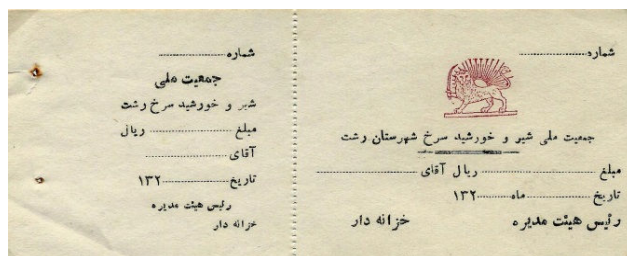 شماره
جمعیت ملی شیر و خورشید سرخ شهرستان رشت
مبلغ ریال آقای
تاریخ ماه ۱۳۲
رئیس هیئت مدیره خزانه دار
شماره
جمعیت ملی
شیر و خورشید سرخ رشت
مبلغ ریال
آقای
تاریخ ۱۳۲
رئیس هیئت مدیره
خزانه دار